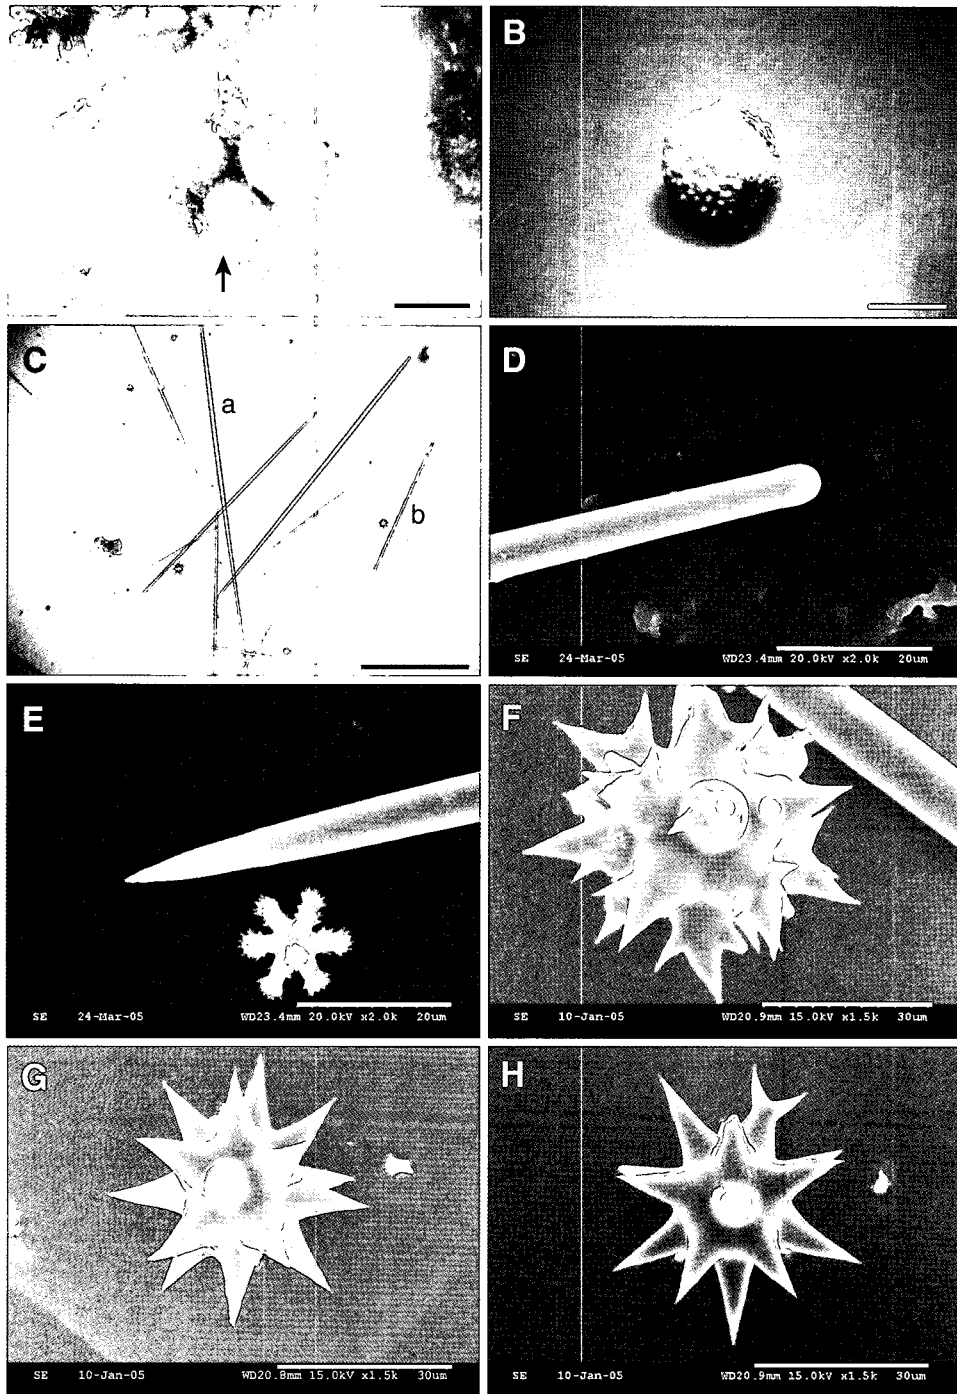 B
C
a
b
D
SE 24-Mar-05 WD23.4mm 20.0kV x2.0k 20um
E
SE 24-Mar-05 WD23.4mm 20.0kV x2.0k 20um
F
SE 10-Jan-05 WD20.9mm 15.0kV x1.5k 30um
G
SE 10-Jan-05 WD20.8mm 15.0kV x1.5k 30um
H
SE 10-Jan-05 WD20.9mm 15.0kV x1.5k 30um